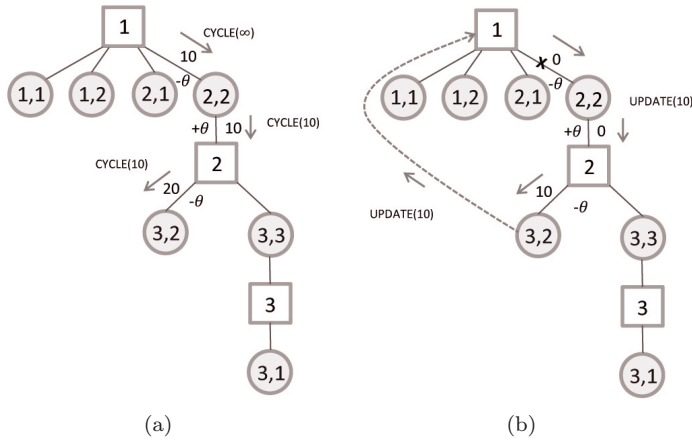 1
CYCLE(∞)
10
-θ
1,1
1,2
2,1
2,2
+θ
10
CYCLE(10)
2
CYCLE(10)
20
-θ
3,2
3,3
3
3,1
(a)
1
0
-θ
1,1
1,2
2,1
2,2
UPDATE(10)
+θ
0
2
10
-θ
UPDATE(10)
3,2
3,3
3
3,1
(b)